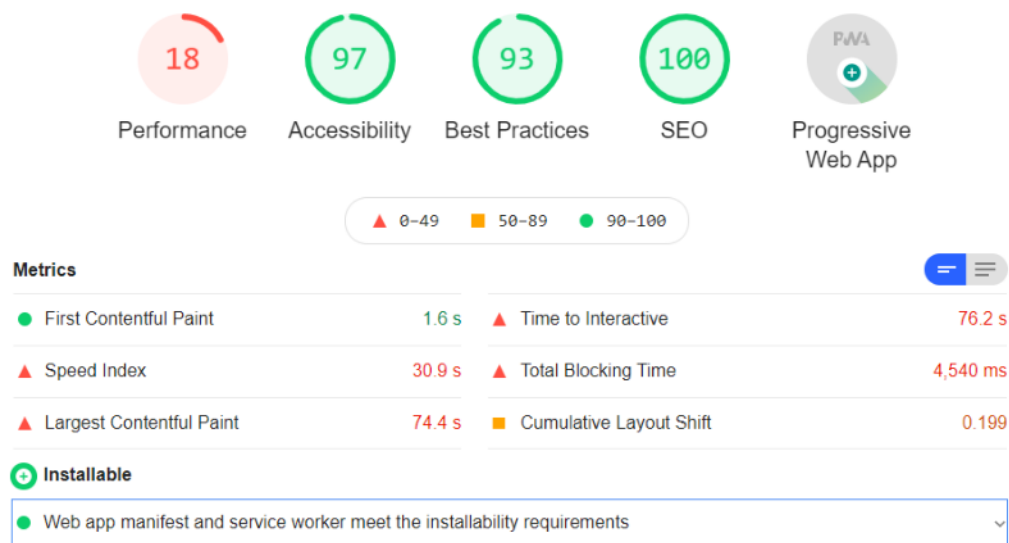 18
97
93
100
PWA
Performance
Accessibility
Best Practices
SEO
Progressive
Web App
0–49
50–89
90–100
Metrics
First Contentful Paint 1.6 s
Time to Interactive 76.2 s
Speed Index 30.9 s
Total Blocking Time 4,540 ms
Largest Contentful Paint 74.4 s
Cumulative Layout Shift 0.199
Installable
Web app manifest and service worker meet the installability requirements